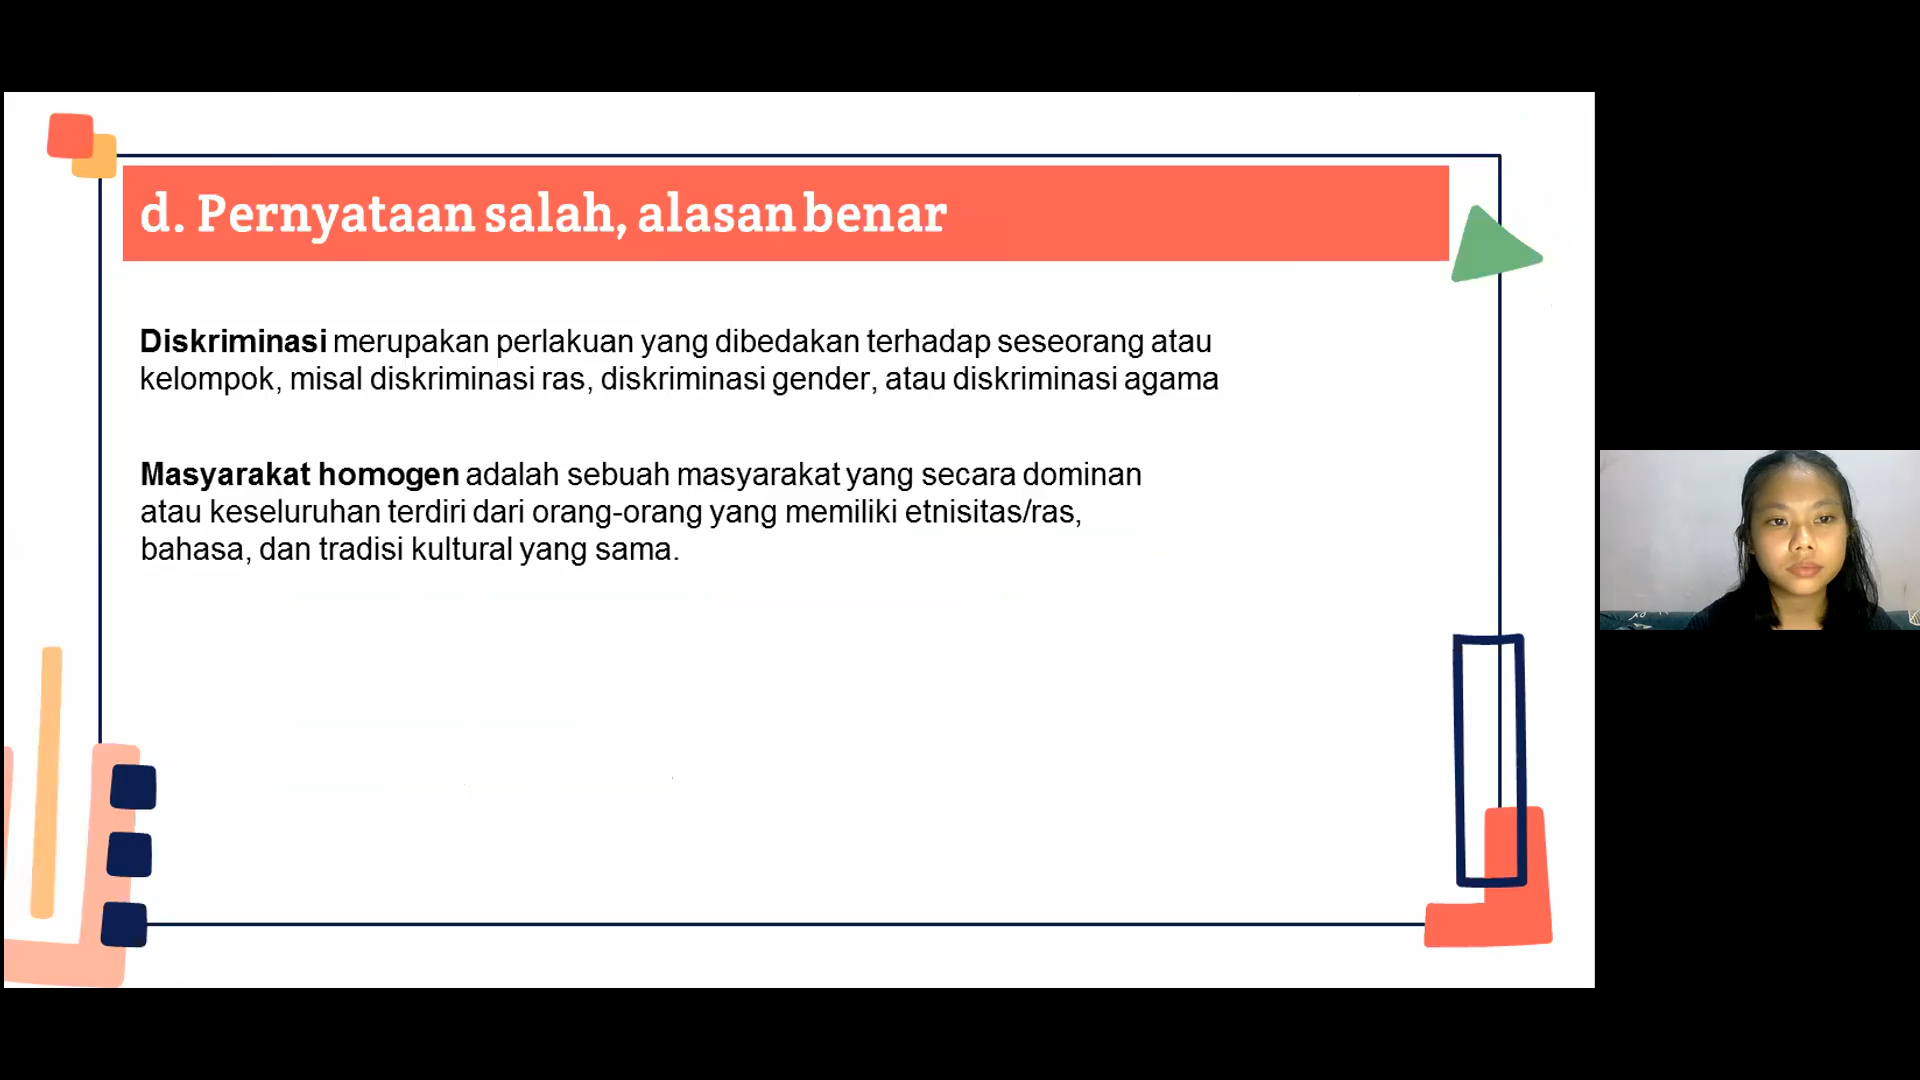 d. Pernyataan salah, alasan benar
Diskriminasi merupakan perlakuan yang dibedakan terhadap seseorang atau
kelompok, misal diskriminasi ras, diskriminasi gender, atau diskriminasi agama
Masyarakat homogen adalah sebuah masyarakat yang secara dominan
atau keseluruhan terdiri dari orang-orang yang memiliki etnisitas/ras,
bahasa, dan tradisi kultural yang sama.